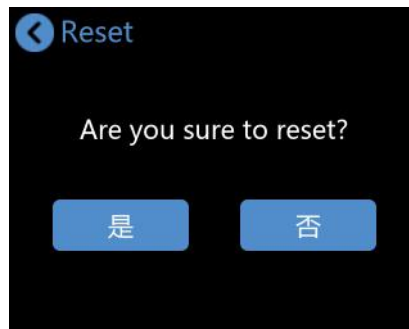 Reset
Are you sure to reset?
是 否